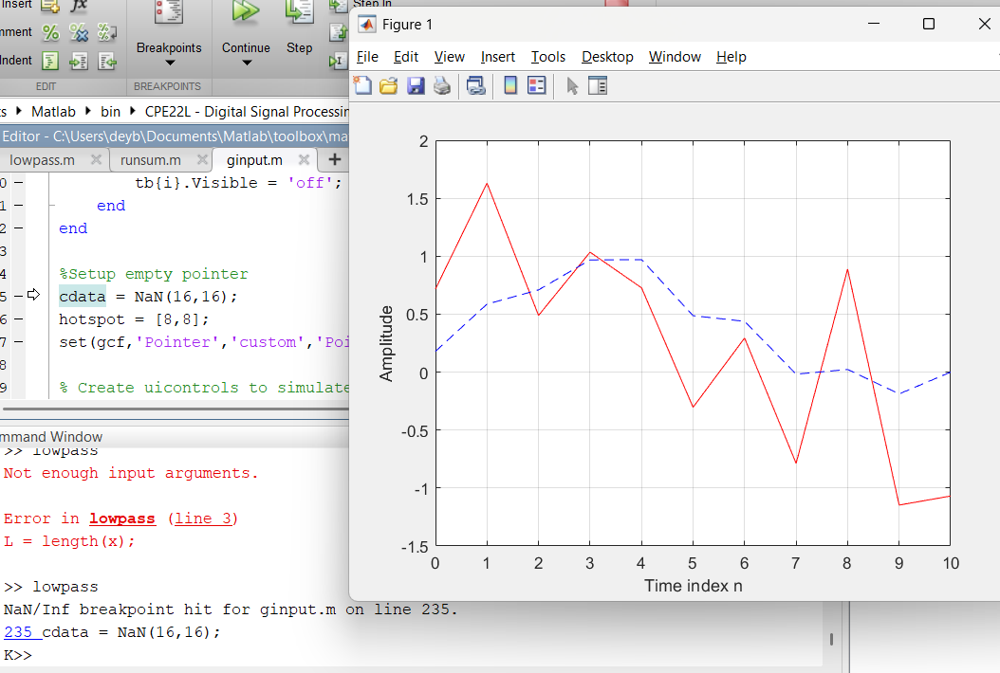 Insert
fx
Step In
mment
ndent
Breakpoints
Continue
Step
EDIT
BREAKPOINTS
ts ▸ Matlab ▸ bin ▸ CPE22L - Digital Signal Processin
Editor - C:\Users\deyb\Documents\Matlab\toolbox\ma
lowpass.m
runsum.m
ginput.m
0 tb{i}.Visible = 'off';
1 end
2 end
3
4 %Setup empty pointer
5 cdata = NaN(16,16);
6 hotspot = [8,8];
7 set(gcf,'Pointer','custom','Poi
8
9 % Create uicontrols to simulate
mmand Window
>> lowpass
Not enough input arguments.
Error in lowpass (line 3)
L = length(x);
>> lowpass
NaN/Inf breakpoint hit for ginput.m on line 235.
235 cdata = NaN(16,16);
K>>
Figure 1
File Edit View Insert Tools Desktop Window Help
2
1.5
1
0.5
0
-0.5
-1
-1.5
Amplitude
0 1 2 3 4 5 6 7 8 9 10
Time index n